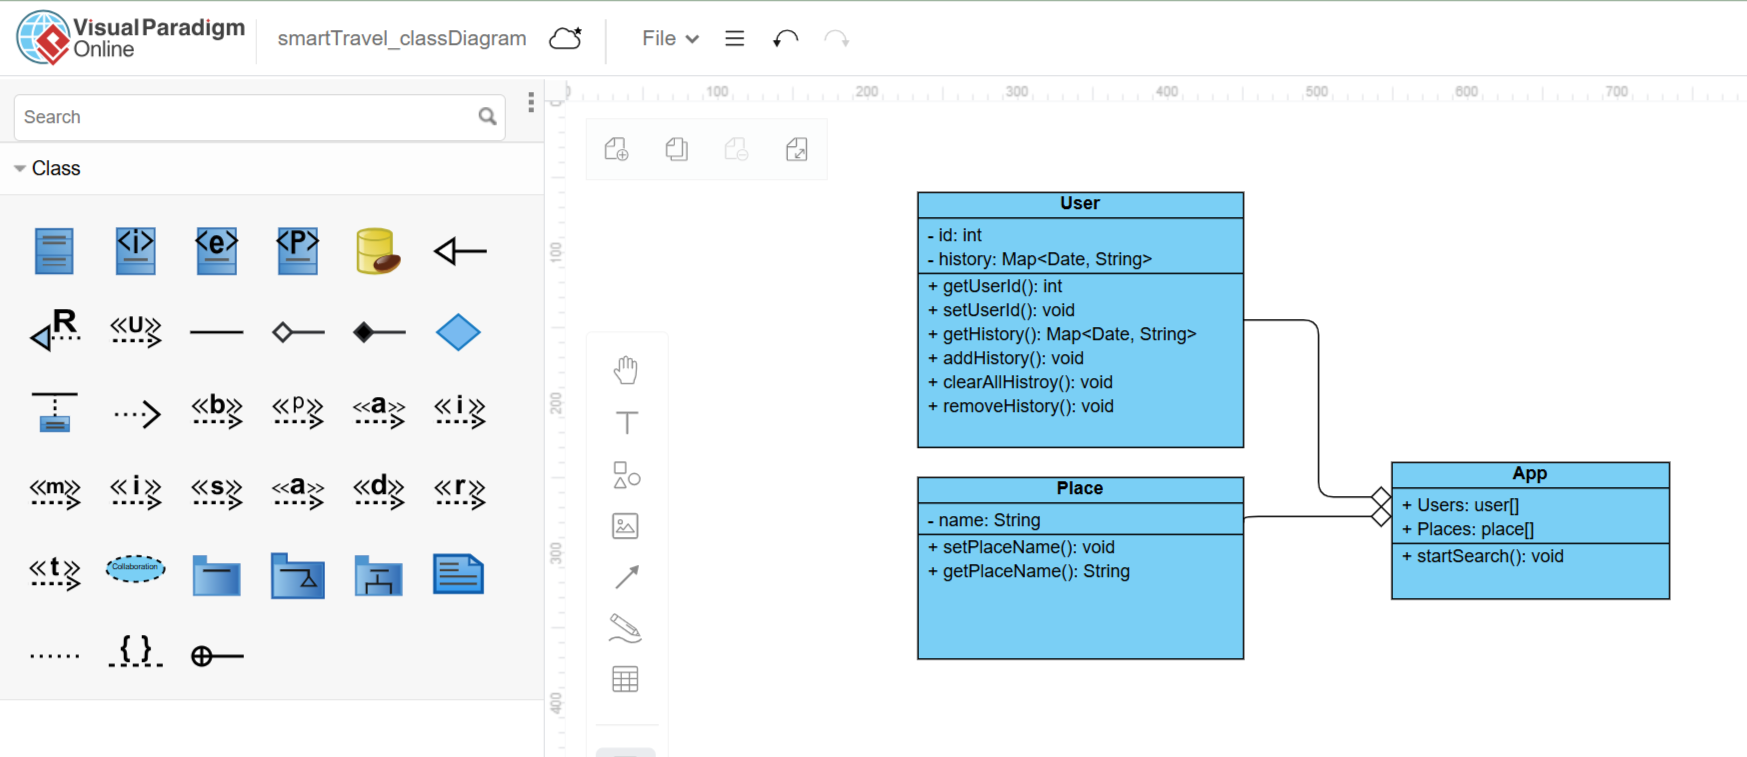 Visual Paradigm
Online
smartTravel_classDiagram
File
Search
Class
<i>
<e>
<P>
R
«U»
«b»
«p»
«a»
«i»
«m»
«i»
«s»
«a»
«d»
«r»
«t»
Collaboration
{}
0
100
200
300
400
500
600
700
0
100
200
300
400
T
User
- id: int
- history: Map<Date, String>
+ getUserId(): int
+ setUserId(): void
+ getHistory(): Map<Date, String>
+ addHistory(): void
+ clearAllHistroy(): void
+ removeHistory(): void
Place
- name: String
+ setPlaceName(): void
+ getPlaceName(): String
App
+ Users: user[]
+ Places: place[]
+ startSearch(): void